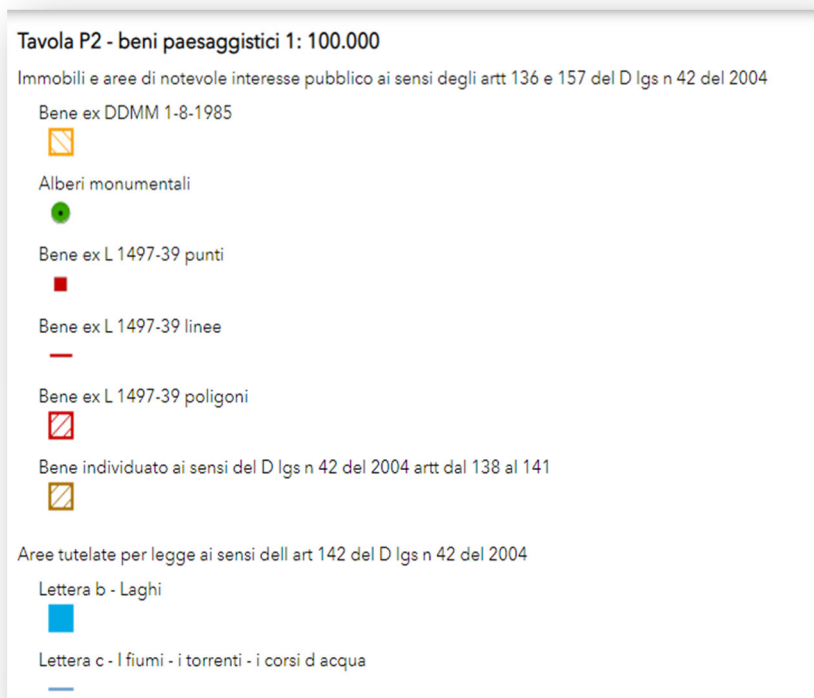 Tavola P2 - beni paesaggistici 1: 100.000
Immobili e aree di notevole interesse pubblico ai sensi degli artt 136 e 157 del D lgs n 42 del 2004
Bene ex DDMM 1-8-1985
Alberi monumentali
Bene ex L 1497-39 punti
Bene ex L 1497-39 linee
Bene ex L 1497-39 poligoni
Bene individuato ai sensi del D lgs n 42 del 2004 artt dal 138 al 141
Aree tutelate per legge ai sensi dell art 142 del D lgs n 42 del 2004
Lettera b - Laghi
Lettera c - I fiumi - i torrenti - i corsi d acqua